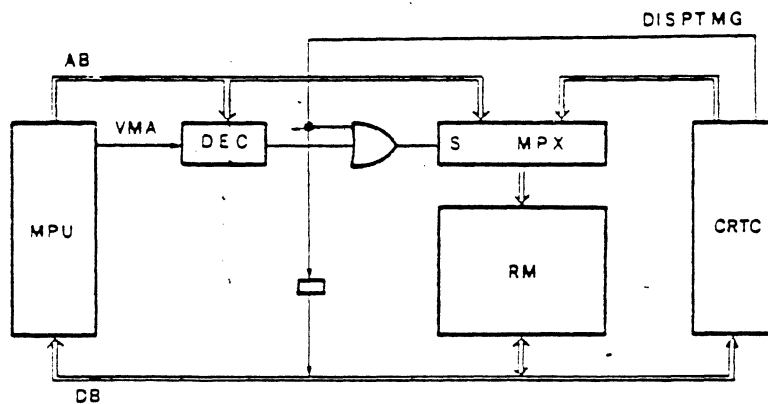 DISPTMG
AB
VMA
DEC
S MPX
MPU
RM
CRTC
DB